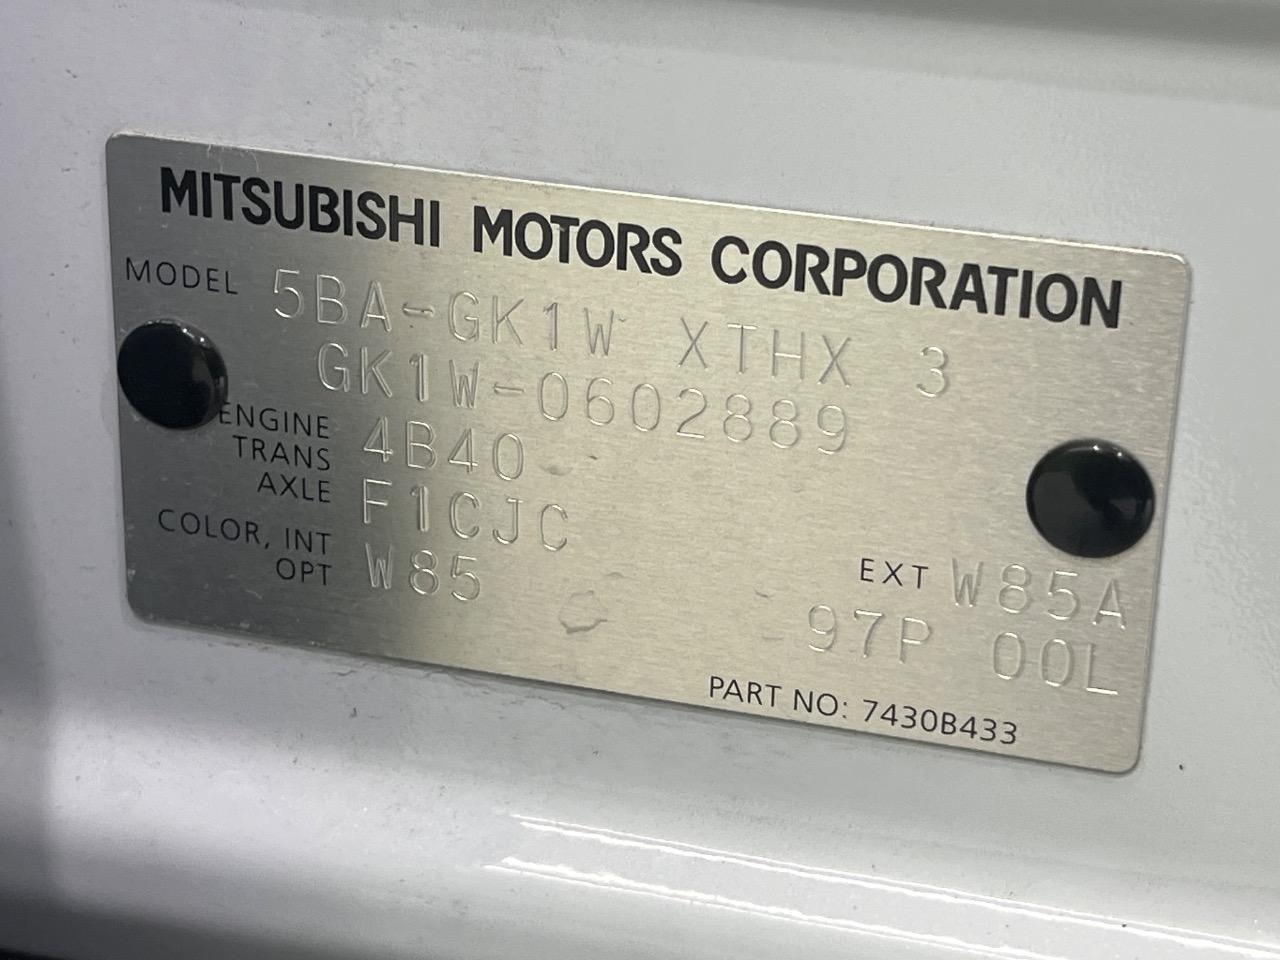 MITSUBISHI MOTORS CORPORATION
MODEL 5BA-GK1W XTHX 3
GK1W-0602889
ENGINE 4B40
TRANS
AXLE F1CJC
COLOR, INT W85 EXT W85A
OPT 97P 00L
PART NO: 7430B433